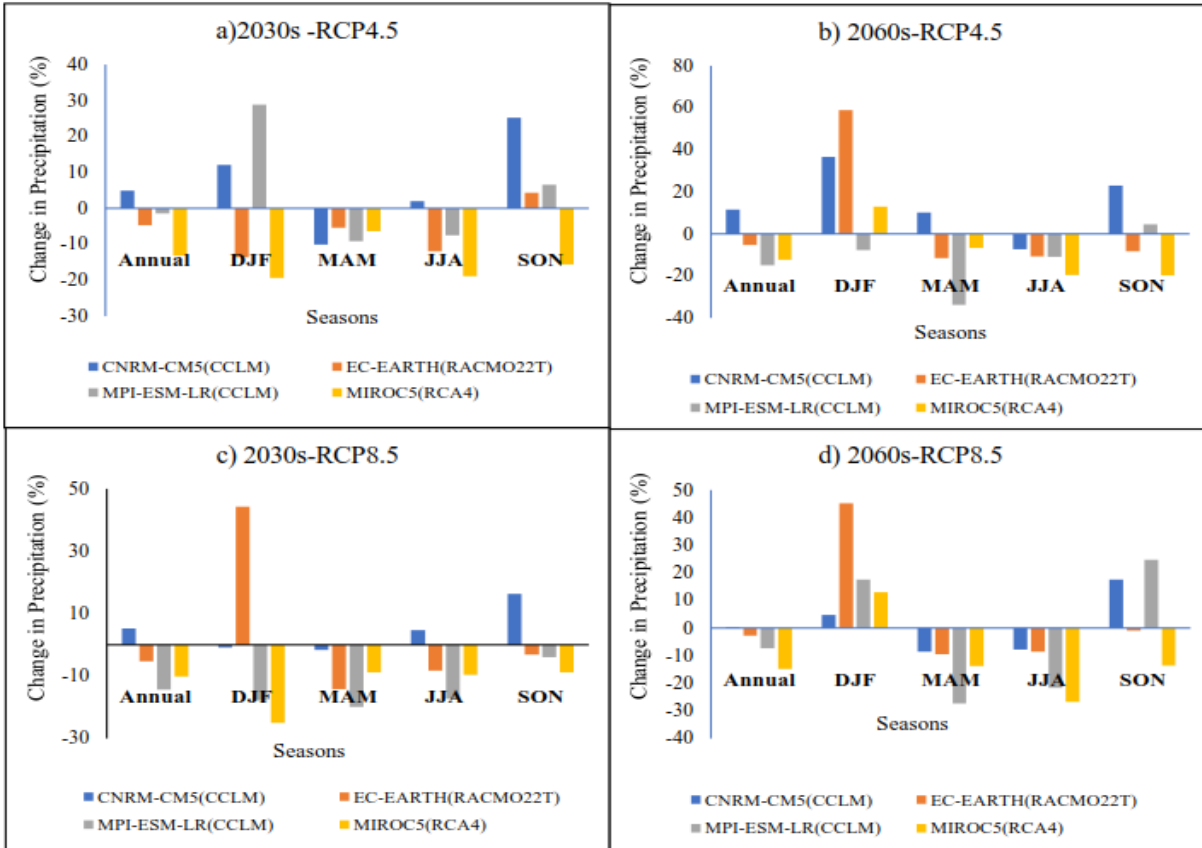 a)2030s -RCP4.5
Change in Precipitation (%)
40
30
20
10
0
-10
-20
-30
Annual DJF MAM JJA SON
Seasons
CNRM-CM5(CCLM) EC-EARTH(RACMO22T)
MPI-ESM-LR(CCLM) MIROC5(RCA4)
b) 2060s-RCP4.5
Change in Precipitation (%)
80
60
40
20
0
-20
-40
Annual DJF MAM JJA SON
Seasons
CNRM-CM5(CCLM) EC-EARTH(RACMO22T)
MPI-ESM-LR(CCLM) MIROC5(RCA4)
c) 2030s-RCP8.5
Change in Precipitation (%)
50
30
10
-10
-30
Annual DJF MAM JJA SON
Seasons
CNRM-CM5(CCLM) EC-EARTH(RACMO22T)
MPI-ESM-LR(CCLM) MIROC5(RCA4)
d) 2060s-RCP8.5
Change in Precipitation (%)
50
40
30
20
10
0
-10
-20
-30
-40
Annual DJF MAM JJA SON
Seasons
CNRM-CM5(CCLM) EC-EARTH(RACMO22T)
MPI-ESM-LR(CCLM) MIROC5(RCA4)